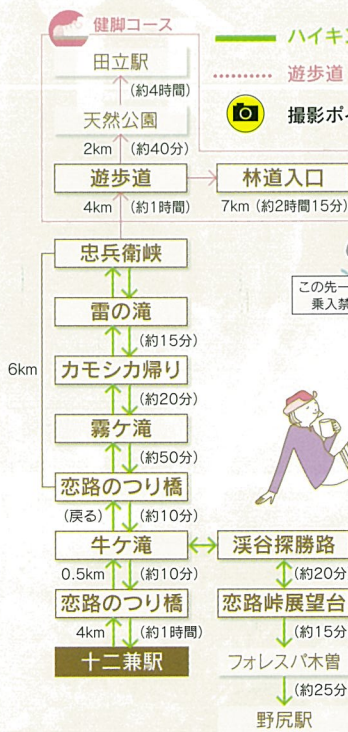 健脚コース
田立駅
(約4時間)
天然公園
2km (約40分)
遊歩道
林道入口
4km (約1時間)
7km (約2時間15分)
忠兵衛峡
雷の滝
(約15分)
6km
カモシカ帰り
(約20分)
霧ケ滝
(約50分)
恋路のつり橋
(戻る) (約10分)
牛ケ滝
渓谷探勝路
0.5km (約10分)
(約20分
恋路のつり橋
恋路峠展望台
4km (約1時間)
(約15分
十二兼駅
フォレスパ木曽
(約25分
野尻駅
ハイキン
遊歩道
撮影ポイ
この先一
乗入禁